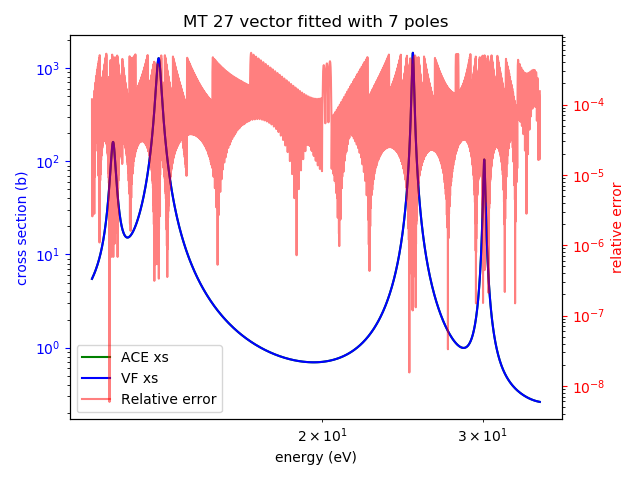 MT 27 vector fitted with 7 poles
10³
10²
10¹
10⁰
cross section (b)
10⁻⁴
10⁻⁵
10⁻⁶
10⁻⁷
10⁻⁸
relative error
ACE xs
VF xs
Relative error
2 × 10¹
3 × 10¹
energy (eV)